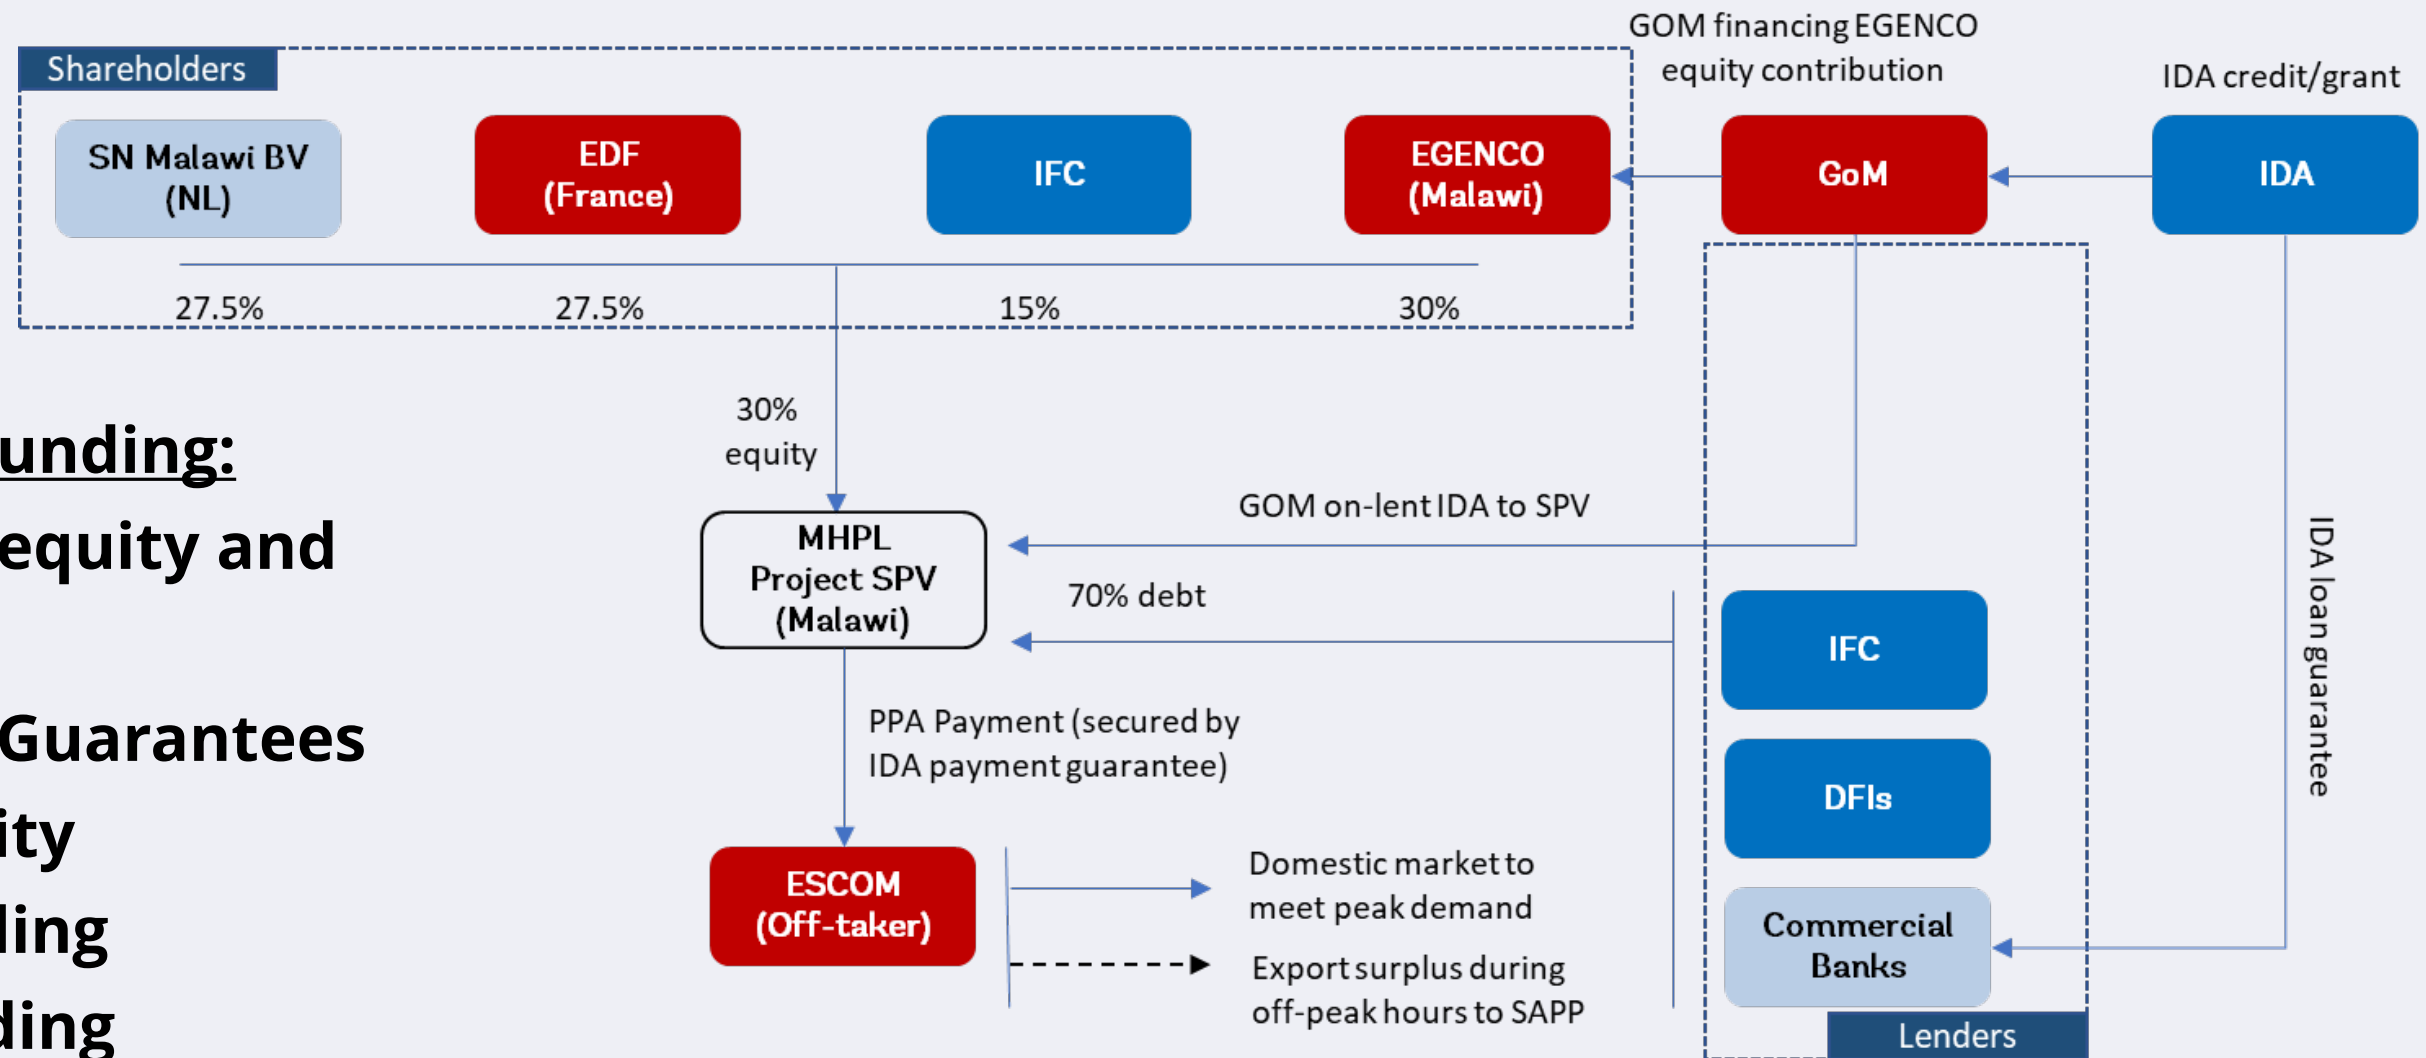 GOM financing EGENCO
equity contribution
IDA credit/grant
Shareholders
SN Malawi BV
(NL)
EDF
(France)
IFC
EGENCO
(Malawi)
GoM
IDA
27.5%
27.5%
15%
30%
30%
equity
unding:
equity and
Guarantees
ity
ding
MHPL
Project SPV
(Malawi)
GOM on-lent IDA to SPV
70% debt
PPA Payment (secured by
IDA payment guarantee)
ESCOM
(Off-taker)
Domestic market to
meet peak demand
Export surplus during
off-peak hours to SAPP
IFC
DFIs
Commercial
Banks
Lenders
IDA loan guarantee